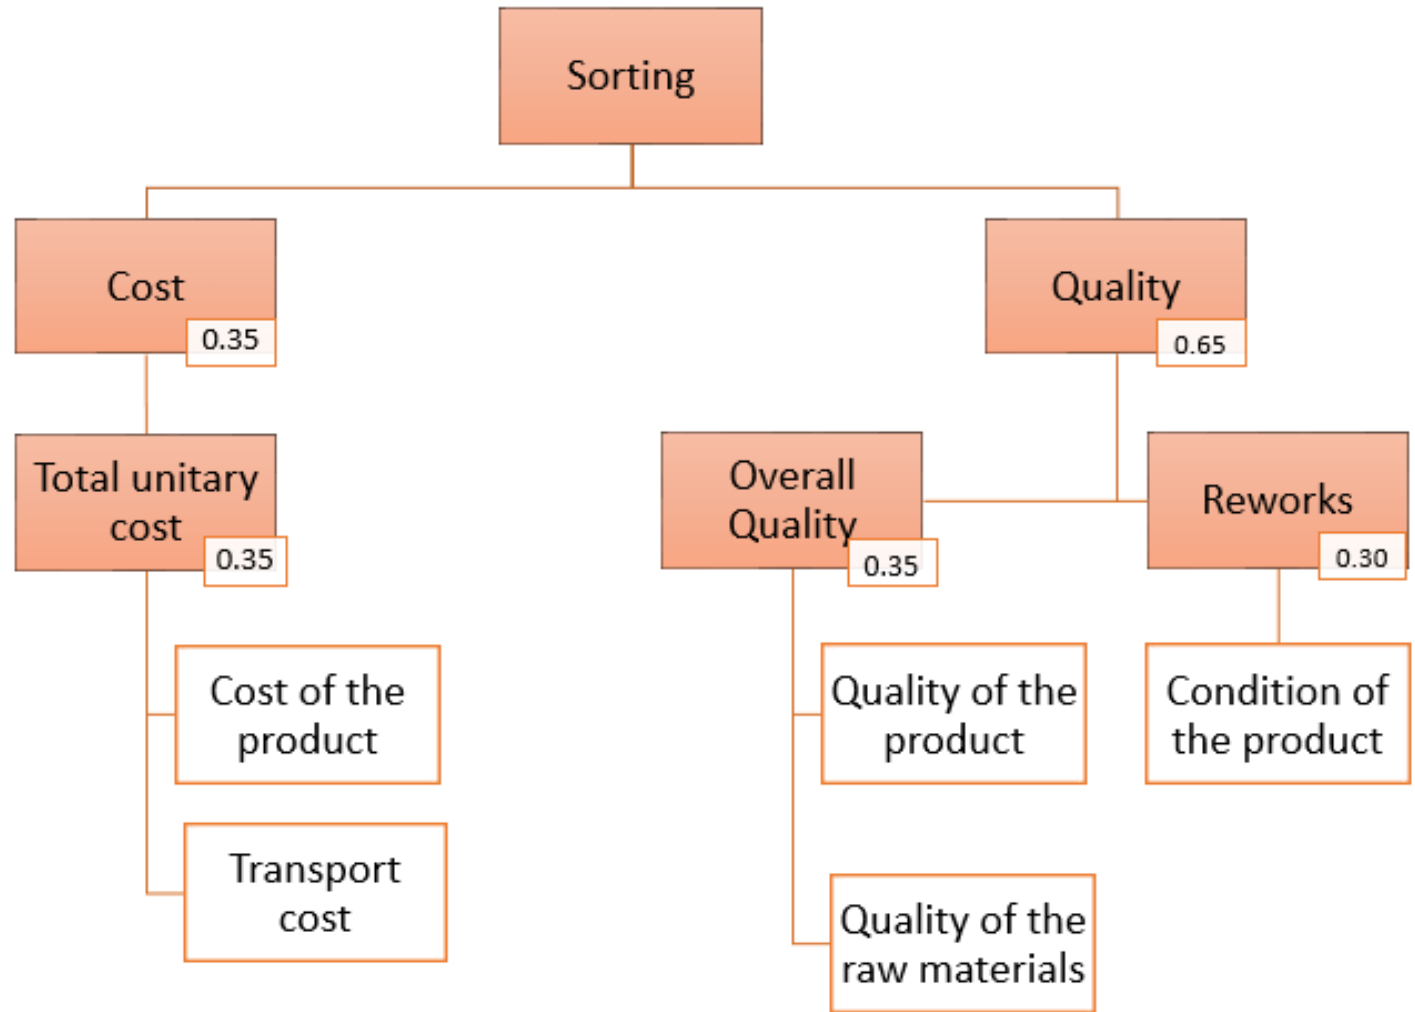 Sorting
Cost
0.35
Quality
0.65
Total unitary
cost
0.35
Overall
Quality
0.35
Reworks
0.30
Cost of the
product
Quality of the
product
Condition of
the product
Transport
cost
Quality of the
raw materials